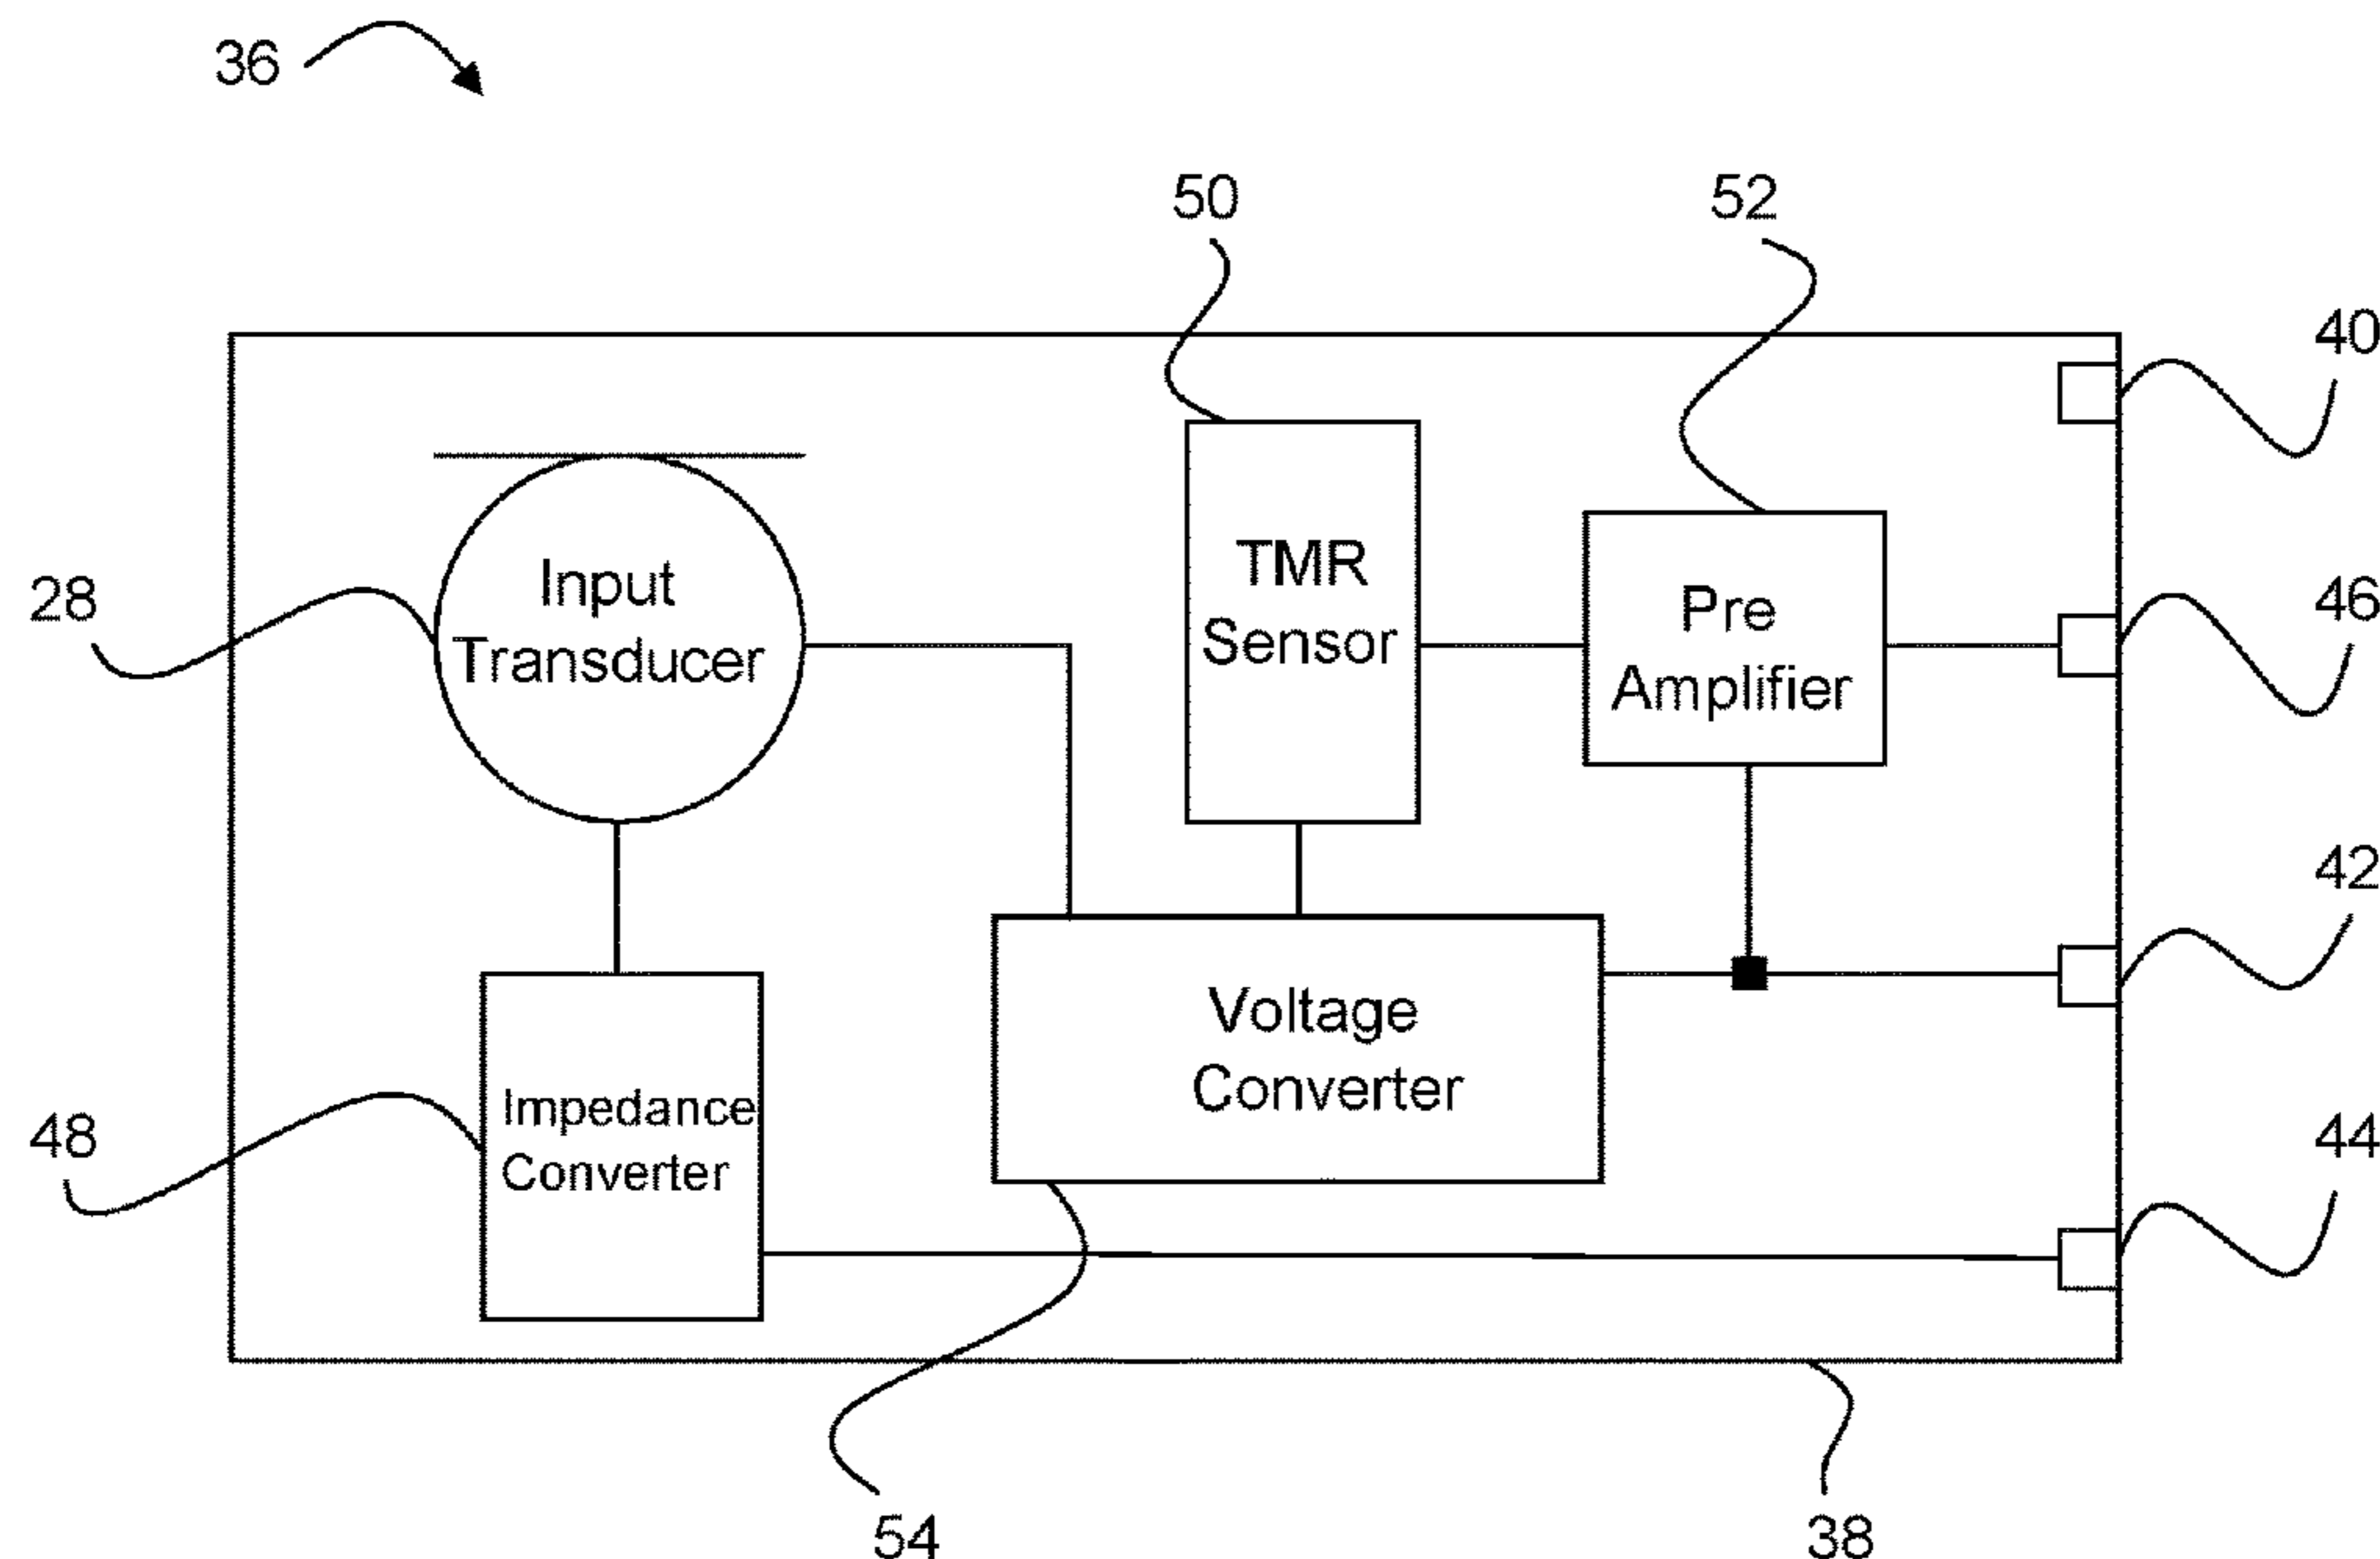 36
50
52
40
28
Input
Transducer
TMR
Sensor
Pre
Amplifier
46
42
Voltage
Converter
48
Impedance
Converter
44
54
38